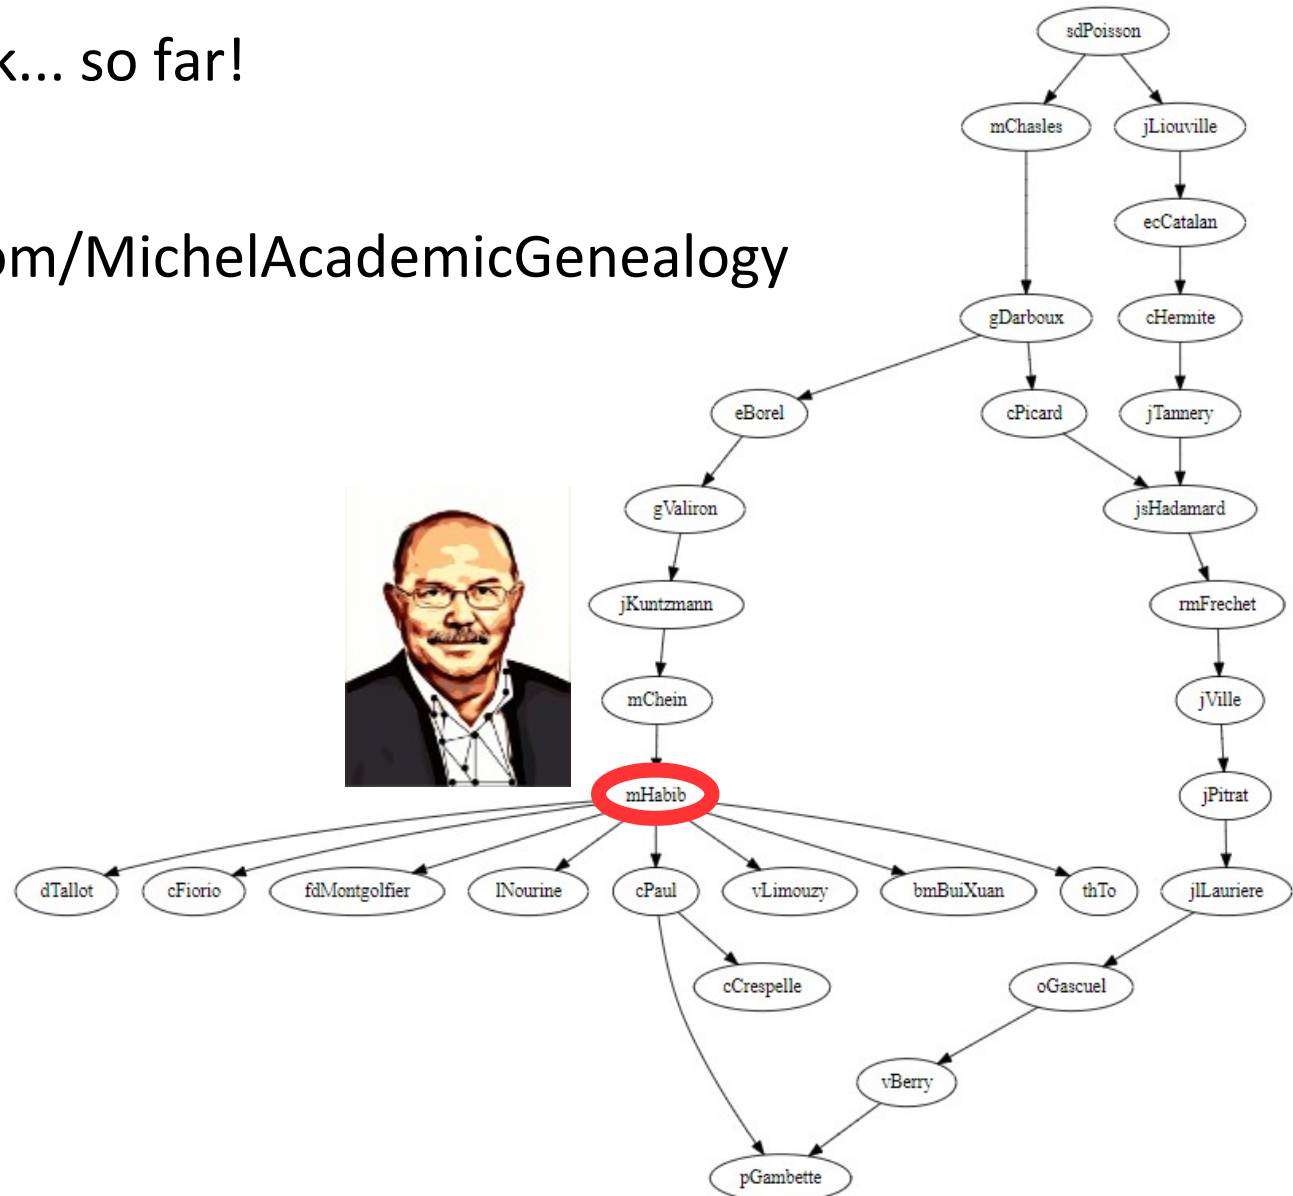 sdPoisson
k... so far!
mChasles jLiouville
ecCatalan
om/MichelAcademicGenealogy
gDarboux cHermite
eBorel cPicard jTannery
gValiron jsHadamard
jKuntzmann rmFrechet
mChein jVille
mHabib jPitrat
dTallot cFiorio fdMontgolfier lNourine cPaul vLimouzy bmBuiXuan thTo jlLauriere
cCrespelle oGascuel
vBerry
pGambette